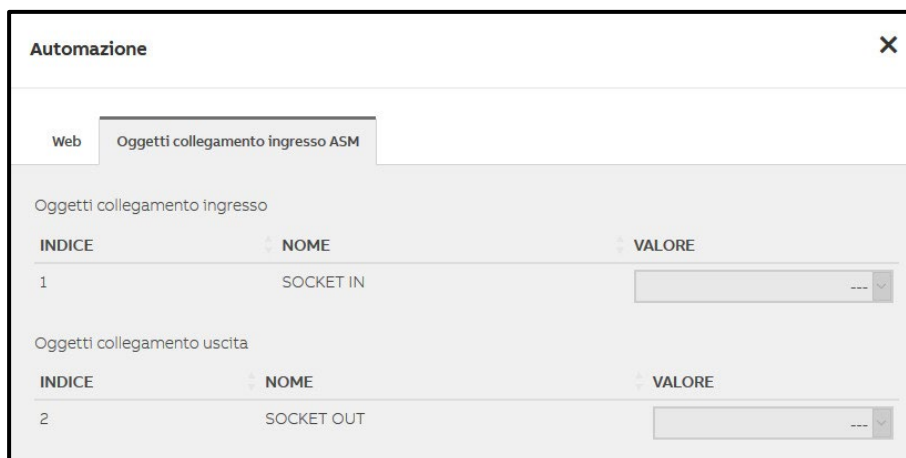 Automazione
Web Oggetti collegamento ingresso ASM
Oggetti collegamento ingresso
INDICE NOME VALORE
1 SOCKET IN ---
Oggetti collegamento uscita
INDICE NOME VALORE
2 SOCKET OUT ---